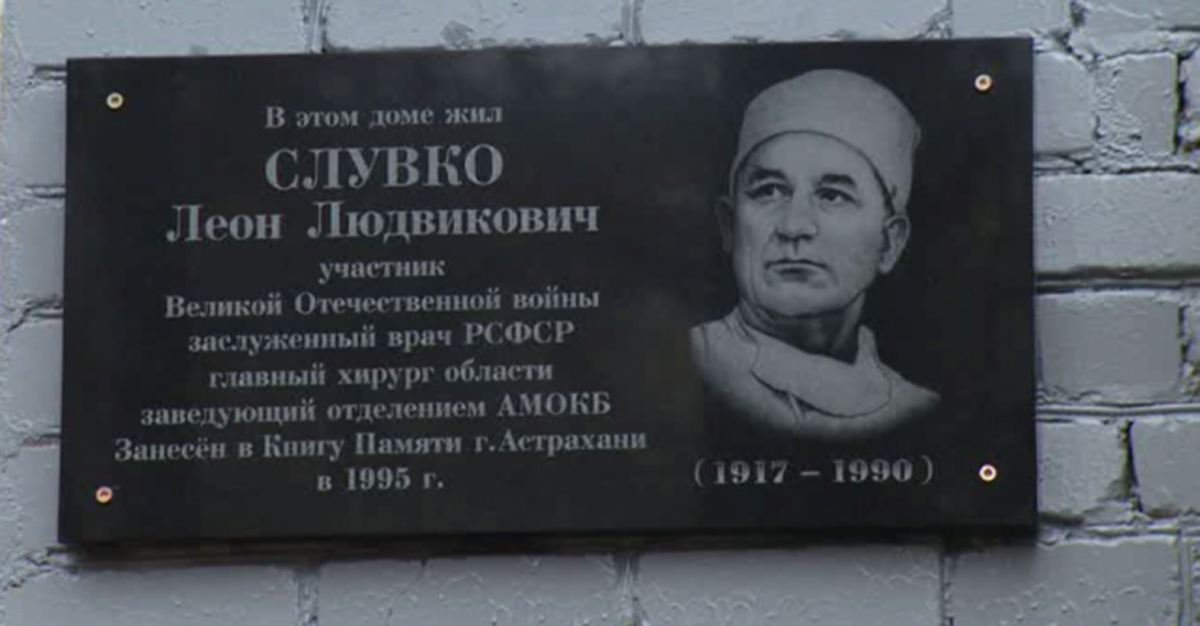 В этом доме жил
СЛУВКО
Леон Людвикович
участник
Великой Отечественной войны
заслуженный врач РСФСР
главный хирург области
заведующий отделением АМОКБ
Занесён в Книгу Памяти г.Астрахани
в 1995 г.
(1917 – 1990)